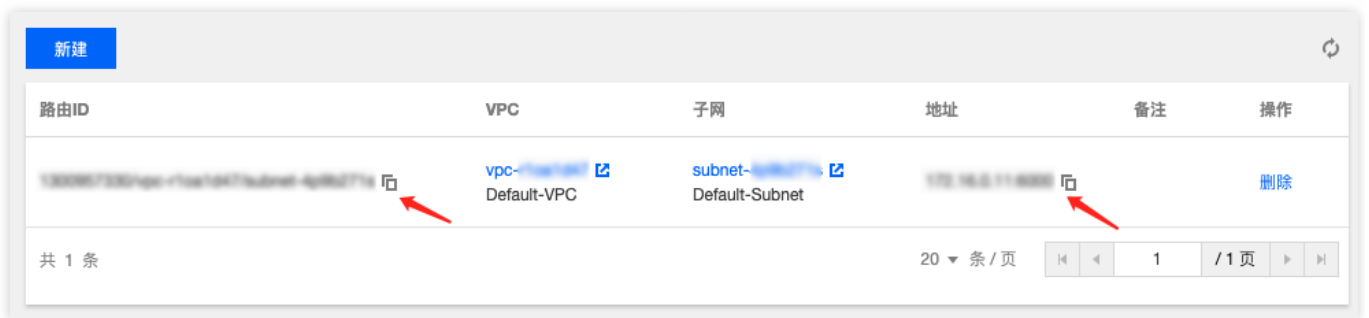 新建
路由ID VPC 子网 地址 备注 操作
vpc- subnet- 删除
Default-VPC Default-Subnet
共 1 条 20 条 / 页 1 / 1 页